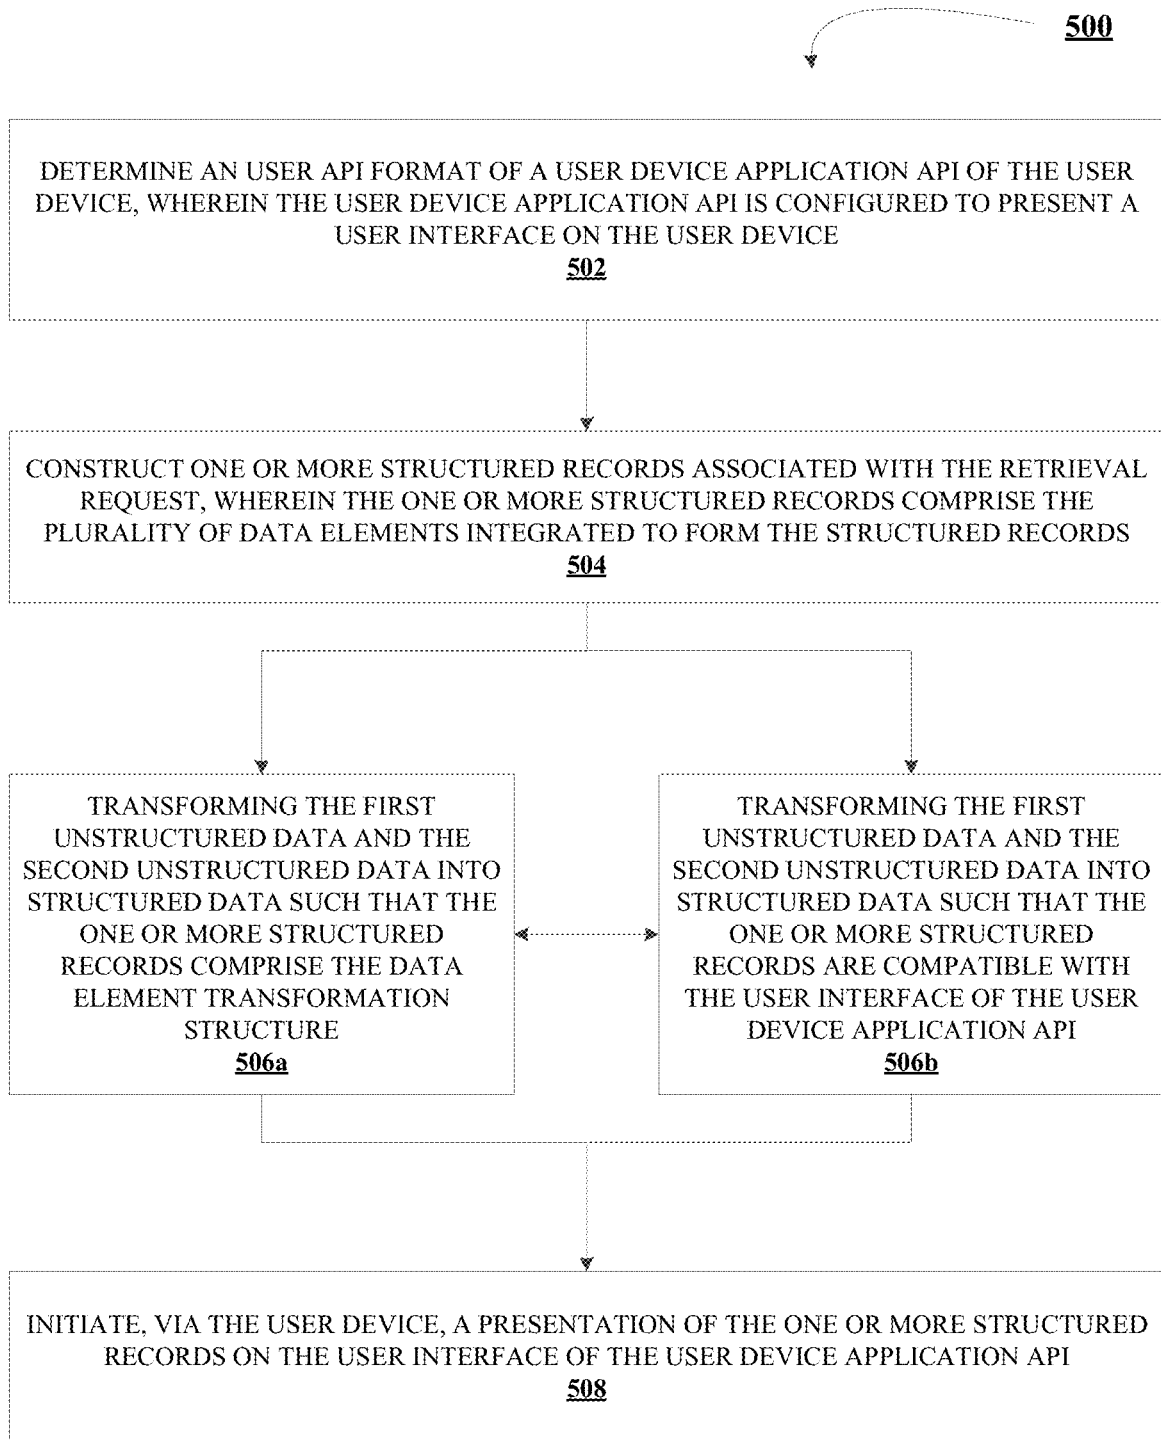 500
DETERMINE AN USER API FORMAT OF A USER DEVICE APPLICATION API OF THE USER
DEVICE, WHEREIN THE USER DEVICE APPLICATION API IS CONFIGURED TO PRESENT A
USER INTERFACE ON THE USER DEVICE
502
CONSTRUCT ONE OR MORE STRUCTURED RECORDS ASSOCIATED WITH THE RETRIEVAL
REQUEST, WHEREIN THE ONE OR MORE STRUCTURED RECORDS COMPRISE THE
PLURALITY OF DATA ELEMENTS INTEGRATED TO FORM THE STRUCTURED RECORDS
504
TRANSFORMING THE FIRST
UNSTRUCTURED DATA AND THE
SECOND UNSTRUCTURED DATA INTO
STRUCTURED DATA SUCH THAT THE
ONE OR MORE STRUCTURED
RECORDS COMPRISE THE DATA
ELEMENT TRANSFORMATION
STRUCTURE
506a
TRANSFORMING THE FIRST
UNSTRUCTURED DATA AND THE
SECOND UNSTRUCTURED DATA INTO
STRUCTURED DATA SUCH THAT THE
ONE OR MORE STRUCTURED
RECORDS ARE COMPATIBLE WITH
THE USER INTERFACE OF THE USER
DEVICE APPLICATION API
506b
INITIATE, VIA THE USER DEVICE, A PRESENTATION OF THE ONE OR MORE STRUCTURED
RECORDS ON THE USER INTERFACE OF THE USER DEVICE APPLICATION API
508